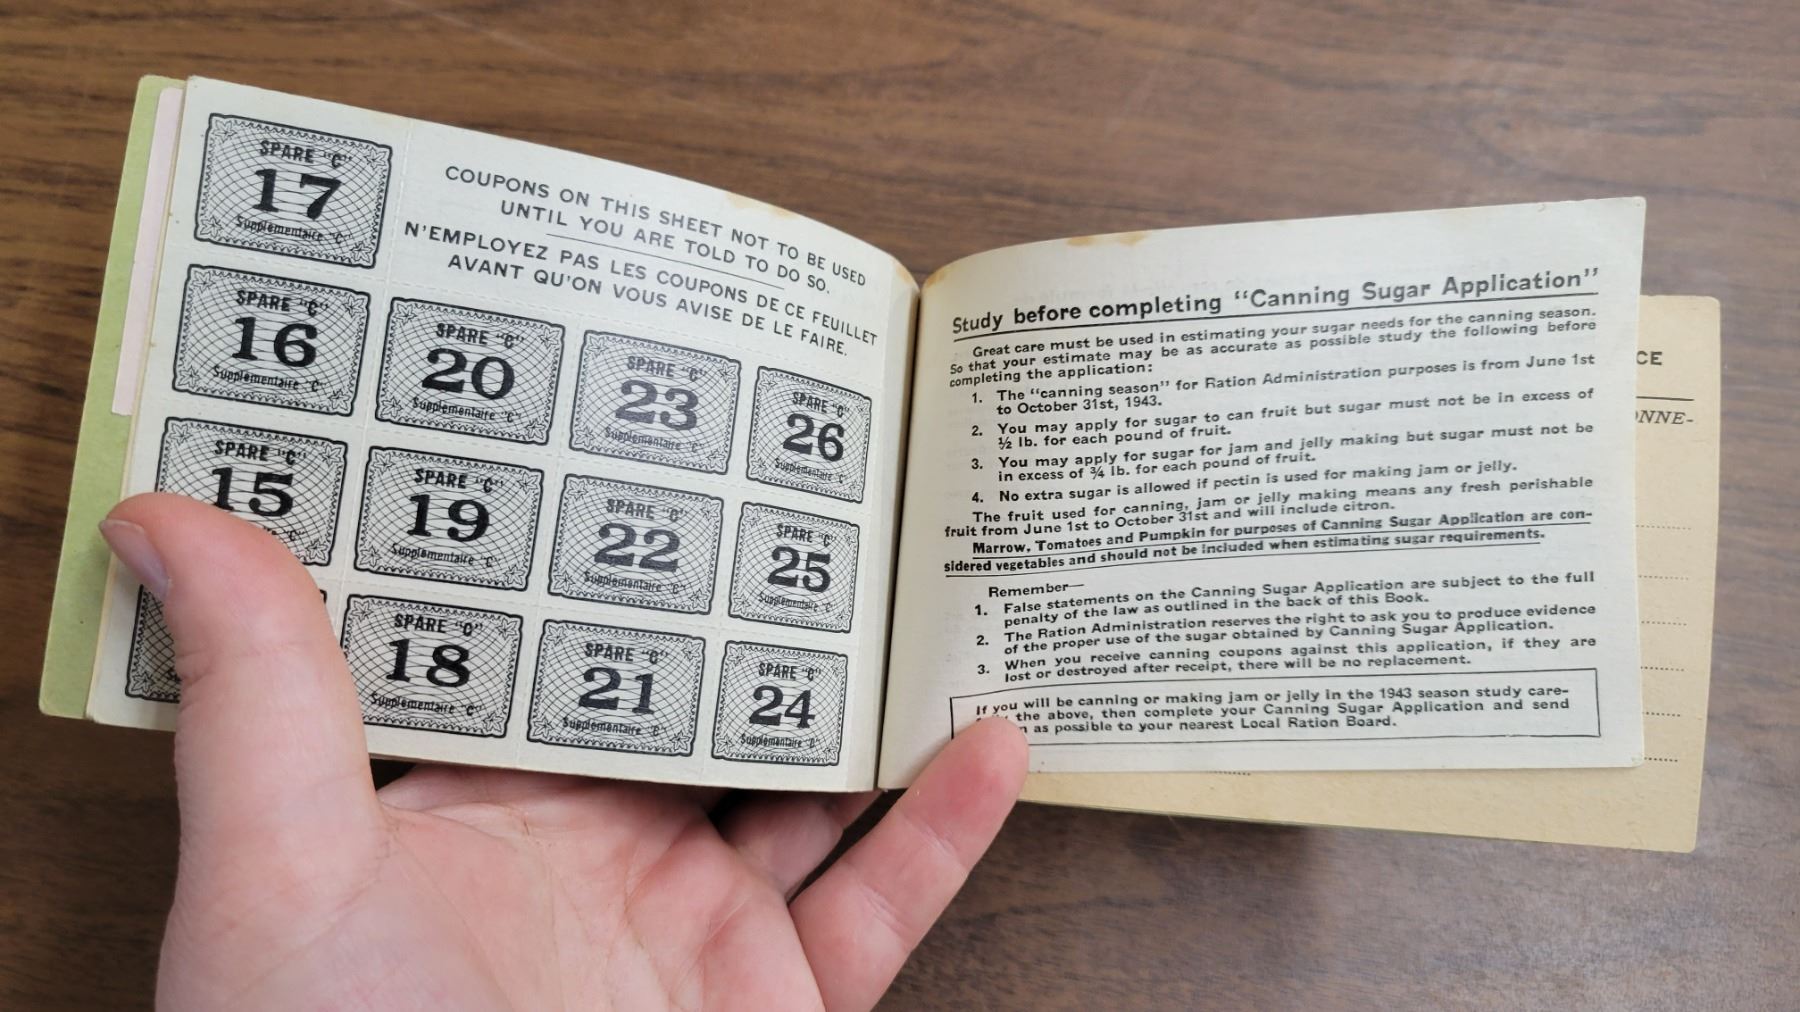 SPARE "C"
17
Supplémentaire "C"
COUPONS ON THIS SHEET NOT TO BE USED
UNTIL YOU ARE TOLD TO DO SO.
N'EMPLOYEZ PAS LES COUPONS DE CE FEUILLET
AVANT QU'ON VOUS AVISE DE LE FAIRE.
SPARE "C"
16
Supplémentaire "C"
SPARE "C"
20
Supplémentaire "C"
SPARE "C"
23
Supplémentaire "C"
SPARE "C"
26
Supplémentaire
SPARE "C"
15
"C"
SPARE "C"
19
Supplémentaire "C"
SPARE "C"
22
Supplémentaire "C"
SPARE "C"
25
Supplémentaire "C"
SPARE "C"
18
Supplémentaire "C"
SPARE "C"
21
Supplémentaire "C"
SPARE "C"
24
Supplémentaire "C"
Study before completing "Canning Sugar Application"
Great care must be used in estimating your sugar needs for the canning season.
So that your estimate may be as accurate as possible study the following before
completing the application:
1. The "canning season" for Ration Administration purposes is from June 1st
to October 31st, 1943.
2. You may apply for sugar to can fruit but sugar must not be in excess of
½ lb. for each pound of fruit.
3. You may apply for sugar for jam and jelly making but sugar must not be
in excess of ¾ lb. for each pound of fruit.
4. No extra sugar is allowed if pectin is used for making jam or jelly.
The fruit used for canning, jam or jelly making means any fresh perishable
fruit from June 1st to October 31st and will include citron.
Marrow, Tomatoes and Pumpkin for purposes of Canning Sugar Application are con-
sidered vegetables and should not be included when estimating sugar requirements.
Remember—
1. False statements on the Canning Sugar Application are subject to the full
penalty of the law as outlined in the back of this Book.
2. The Ration Administration reserves the right to ask you to produce evidence
of the proper use of the sugar obtained by Canning Sugar Application.
3. When you receive canning coupons against this application, if they are
lost or destroyed after receipt, there will be no replacement.
If you will be canning or making jam or jelly in the 1943 season study care-
the above, then complete your Canning Sugar Application and send
as possible to your nearest Local Ration Board.
CE
ONNE-